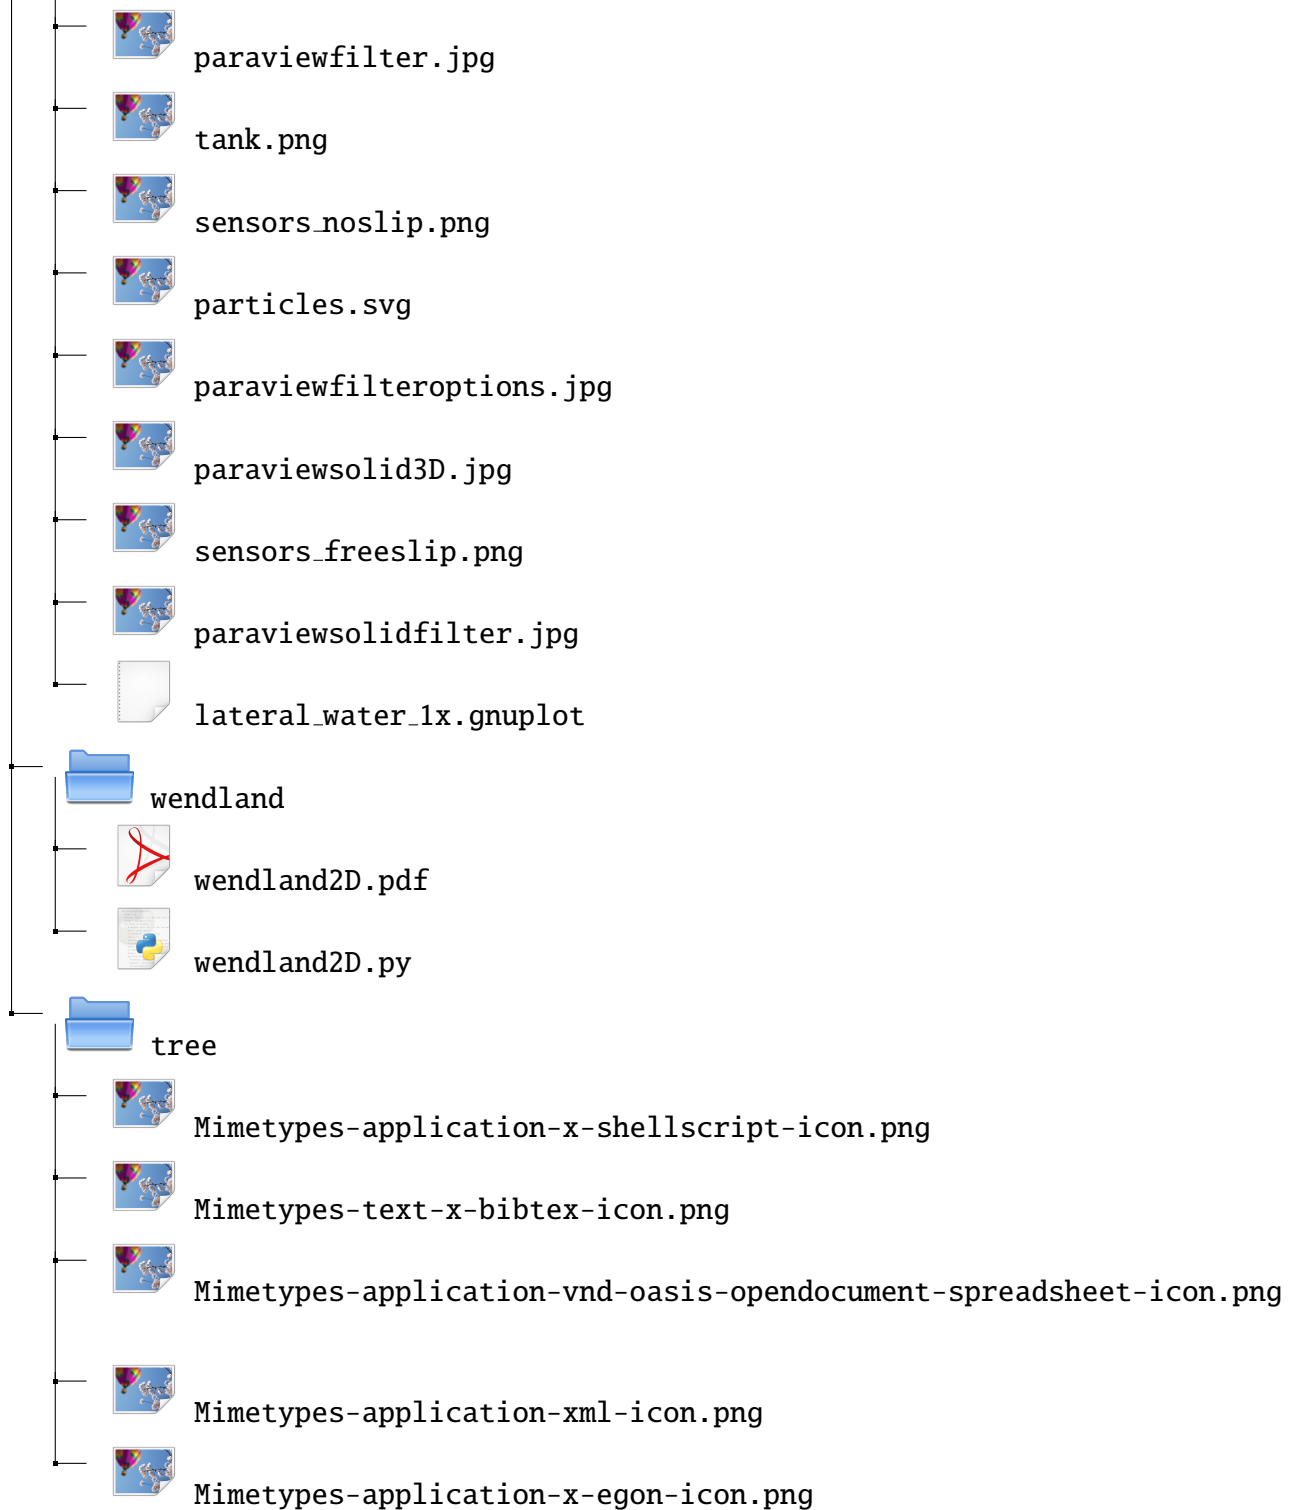 paraviewfilter.jpg
tank.png
sensors_noslip.png
particles.svg
paraviewfilteroptions.jpg
paraviewsolid3D.jpg
sensors_freeslip.png
paraviewsolidfilter.jpg
lateral_water_1x.gnuplot
wendland
wendland2D.pdf
wendland2D.py
tree
Mimetypes-application-x-shellscript-icon.png
Mimetypes-text-x-bibtex-icon.png
Mimetypes-application-vnd-oasis-opendocument-spreadsheet-icon.png
Mimetypes-application-xml-icon.png
Mimetypes-application-x-egon-icon.png